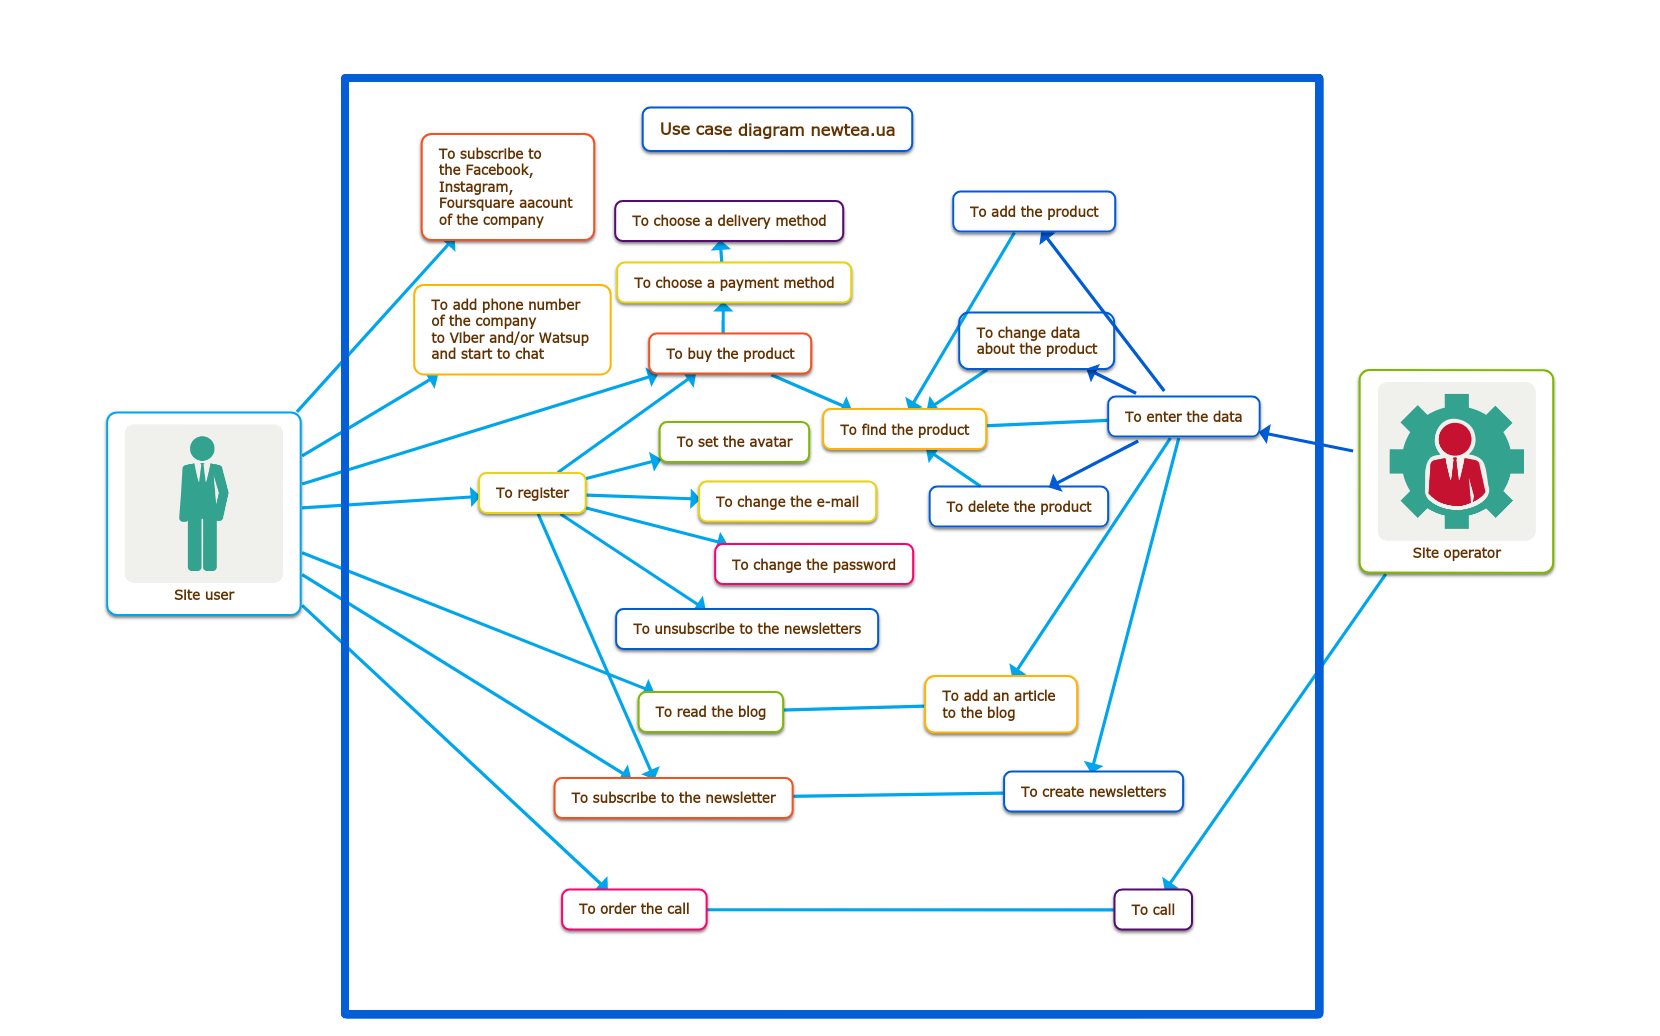 Use case diagram newtea.ua
To subscribe to
the Facebook,
Instagram,
Foursquare aacount
of the company
To choose a delivery method
To add the product
To choose a payment method
To add phone number
of the company
to Viber and/or Watsup
and start to chat
To buy the product
To change data
about the product
To enter the data
To find the product
To set the avatar
To register
To change the e-mail
To delete the product
Site operator
To change the password
Site user
To unsubscribe to the newsletters
To read the blog
To add an article
to the blog
To subscribe to the newsletter
To create newsletters
To order the call
To call